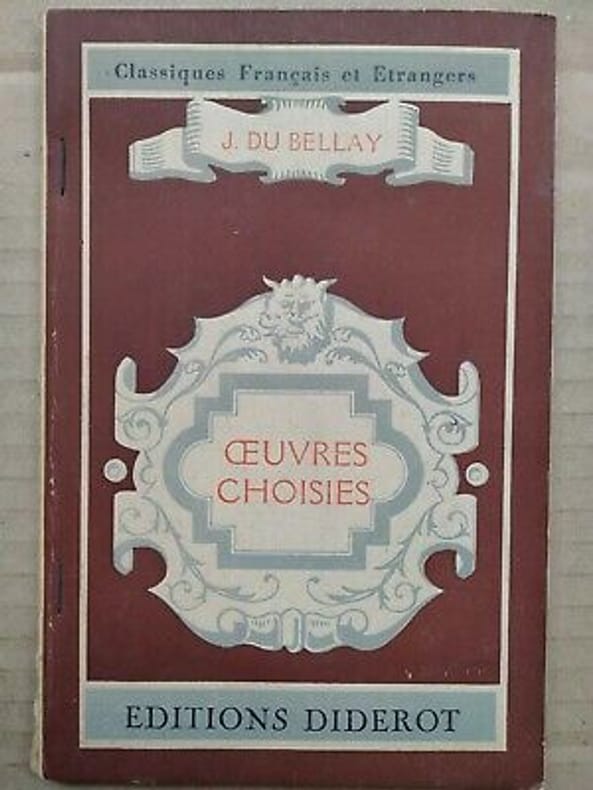 Classiques Français et Etrangers
J. DU BELLAY
ŒUVRES
CHOISIES
EDITIONS DIDEROT